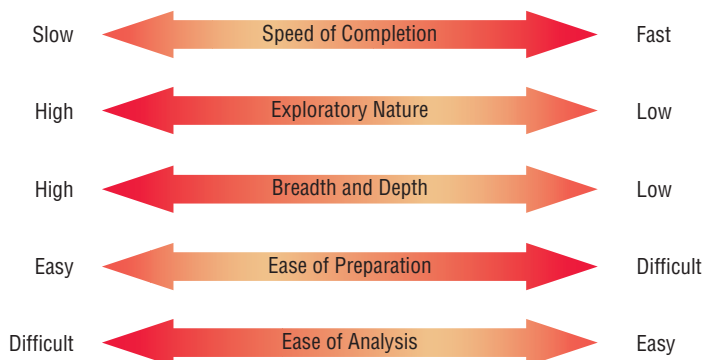 Slow Speed of Completion Fast
High Exploratory Nature Low
High Breadth and Depth Low
Easy Ease of Preparation Difficult
Difficult Ease of Analysis Easy